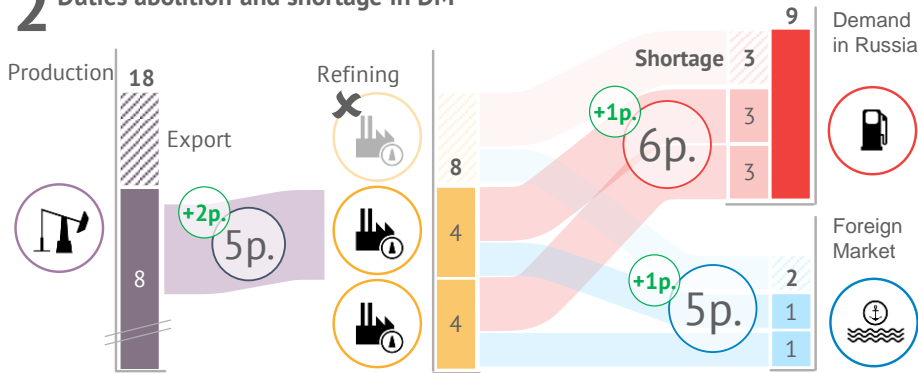 2 Duties abolition and shortage in DM
Production
18
Export
8
+2p.
5p.
Refining
8
4
4
Shortage
3
3
3
9
+1p.
6p.
Demand
in Russia
+1p.
5p.
2
1
1
Foreign
Market